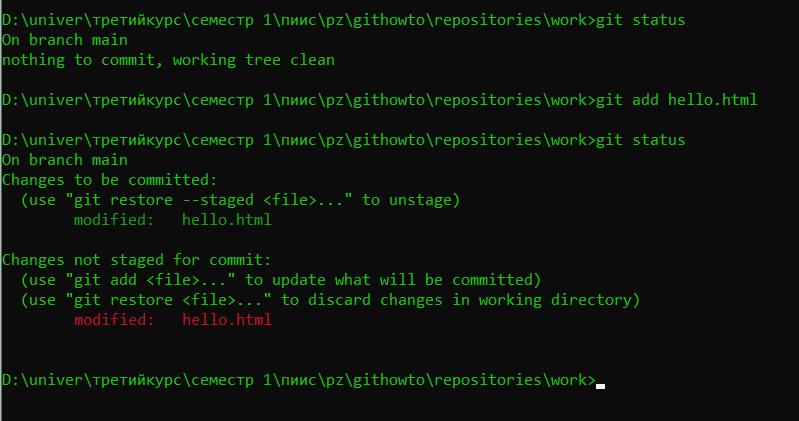 D:\univer\третийкурс\семестр 1\пиис\pz\githowto\repositories\work>git status
On branch main
nothing to commit, working tree clean
D:\univer\третийкурс\семестр 1\пиис\pz\githowto\repositories\work>git add hello.html
D:\univer\третийкурс\семестр 1\пиис\pz\githowto\repositories\work>git status
On branch main
Changes to be committed:
  (use "git restore --staged <file>..." to unstage)
        modified:   hello.html
Changes not staged for commit:
  (use "git add <file>..." to update what will be committed)
  (use "git restore <file>..." to discard changes in working directory)
        modified:   hello.html
D:\univer\третийкурс\семестр 1\пиис\pz\githowto\repositories\work>